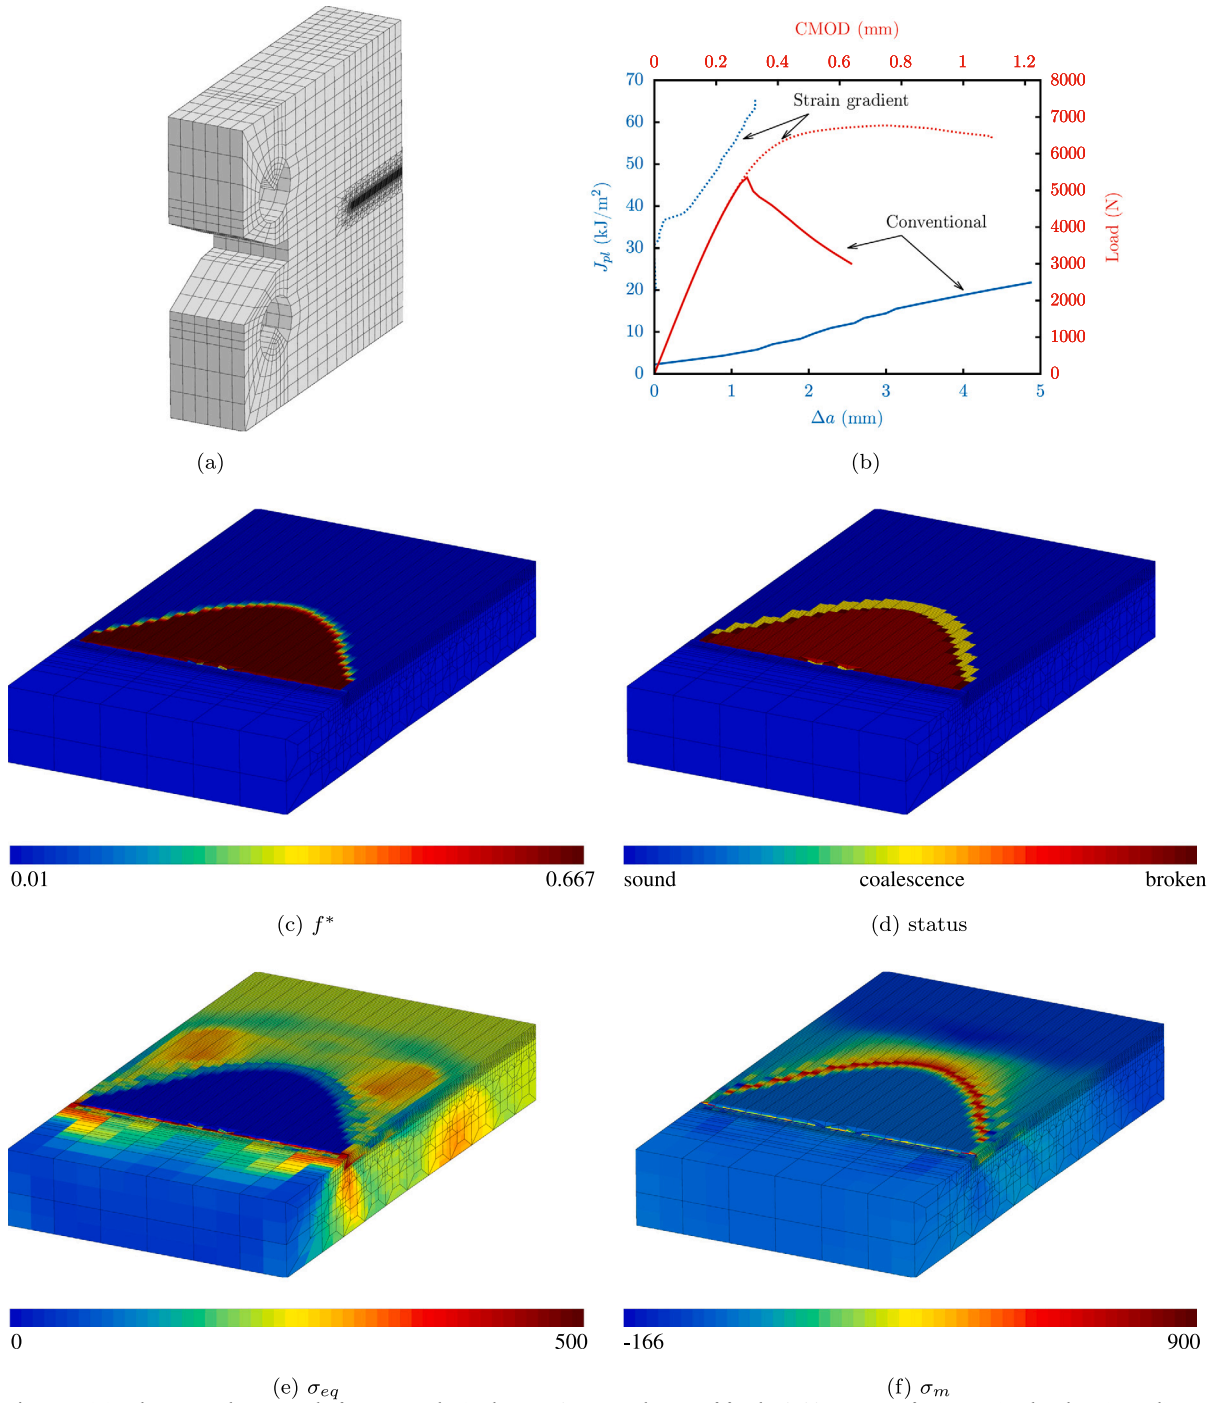 CMOD (mm)
0 0.2 0.4 0.6 0.8 1 1.2
70 60 50 40 30 20 10 0
8000 7000 6000 5000 4000 3000 2000 1000 0
Strain gradient
Conventional
J_pl (kJ/m²)
Load (N)
0 1 2 3 4 5
Δa (mm)
(a)
(b)
0.01 0.667
sound coalescence broken
(c) f*
(d) status
0 500
-166 900
(e) σ_eq
(f) σ_m